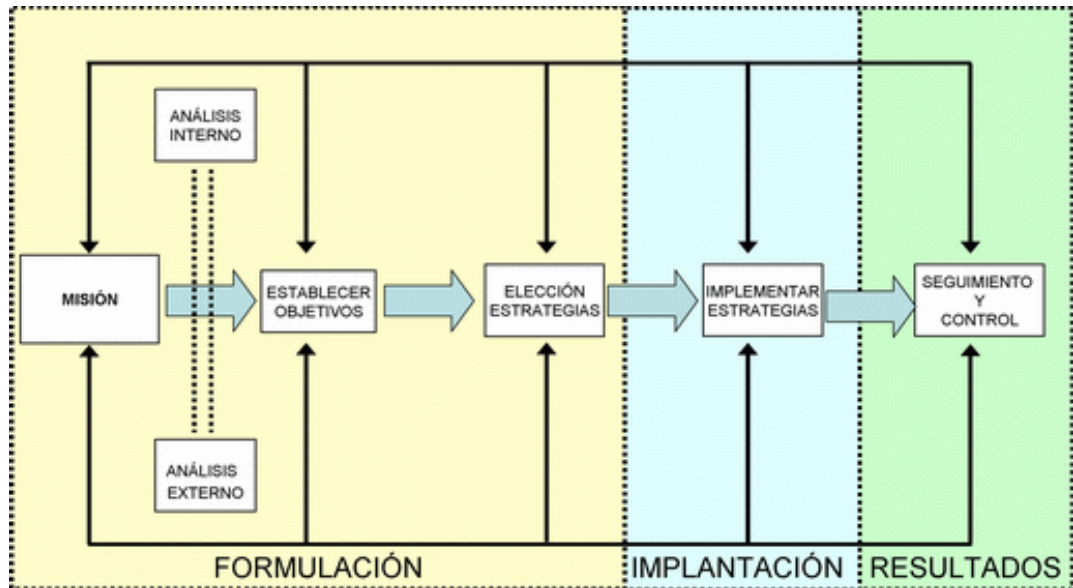 ANÁLISIS
INTERNO
MISIÓN
ESTABLECER
OBJETIVOS
ELECCIÓN
ESTRATEGIAS
IMPLEMENTAR
ESTRATEGIAS
SEGUIMIENTO
Y
CONTROL
ANÁLISIS
EXTERNO
FORMULACIÓN
IMPLANTACIÓN
RESULTADOS